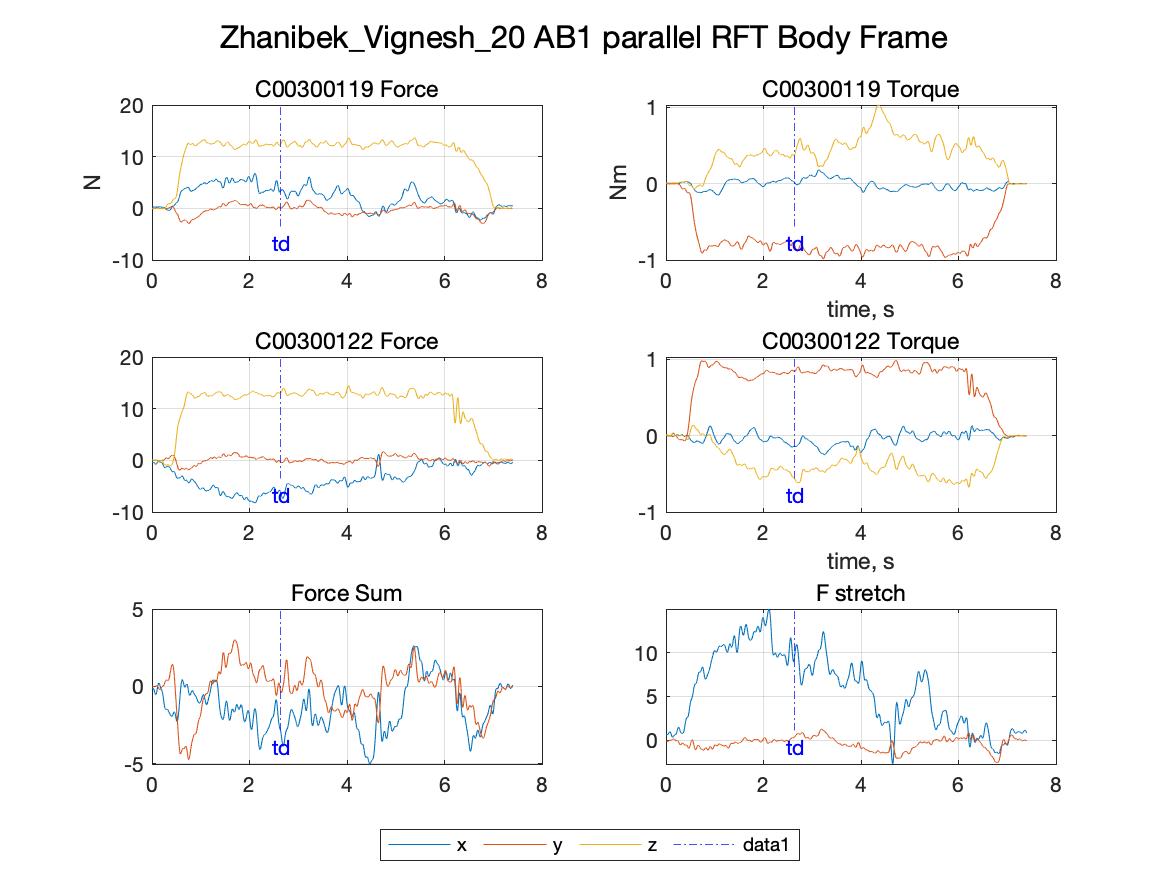 Zhanibek_Vignesh_20 AB1 parallel RFT Body Frame
C00300119 Force
20
10
0
-10
N
td
0 2 4 6 8
C00300119 Torque
1
0
-1
Nm
td
0 2 4 6 8
time, s
C00300122 Force
20
10
0
-10
td
0 2 4 6 8
C00300122 Torque
1
0
-1
td
0 2 4 6 8
time, s
Force Sum
5
0
-5
td
0 2 4 6 8
F stretch
10
5
0
td
0 2 4 6 8
x y z data1